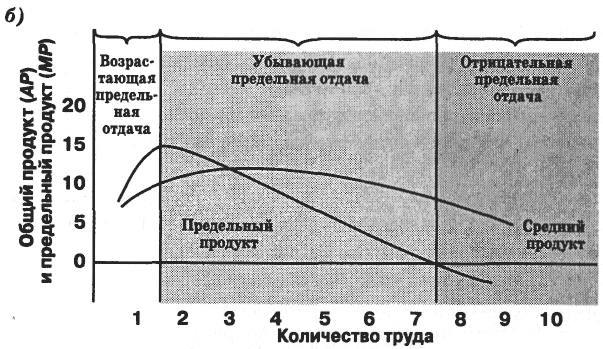 б)
Возрас-
тающая
предель-
ная
отдача
Убывающая
предельная отдача
Отрицательная
предельная
отдача
Общий продукт (AP)
и предельный продукт (MP)
20
15
10
5
0
Предельный
продукт
Средний
продукт
1 2 3 4 5 6 7 8 9 10
Количество труда